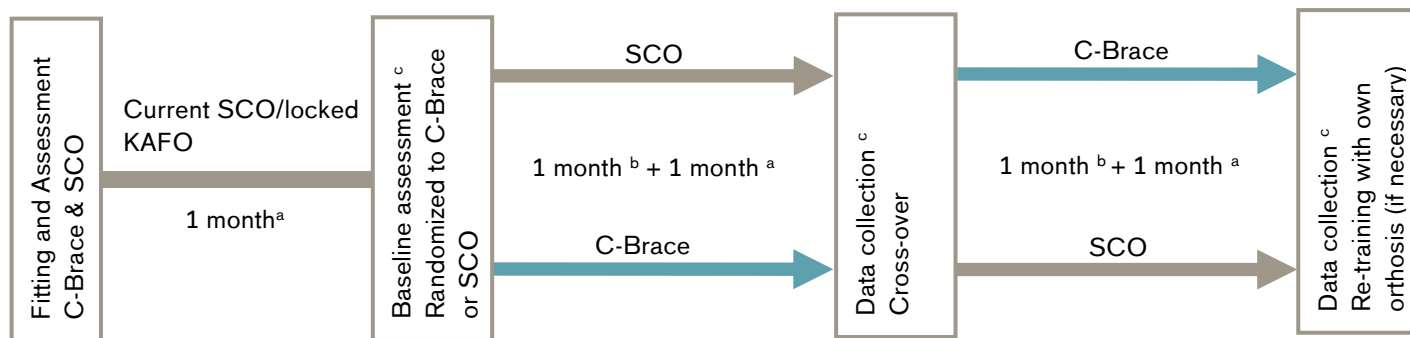 Fitting and Assessment
C-Brace & SCO
Current SCO/locked
KAFO
1 monthᵃ
Baseline assessment ᶜ
Randomized to C-Brace
or SCO
SCO
1 month ᵇ + 1 month ᵃ
C-Brace
Data collection ᶜ
Cross-over
C-Brace
1 month ᵇ + 1 month ᵃ
SCO
Data collection ᶜ
Re-training with own
orthosis (if necessary)